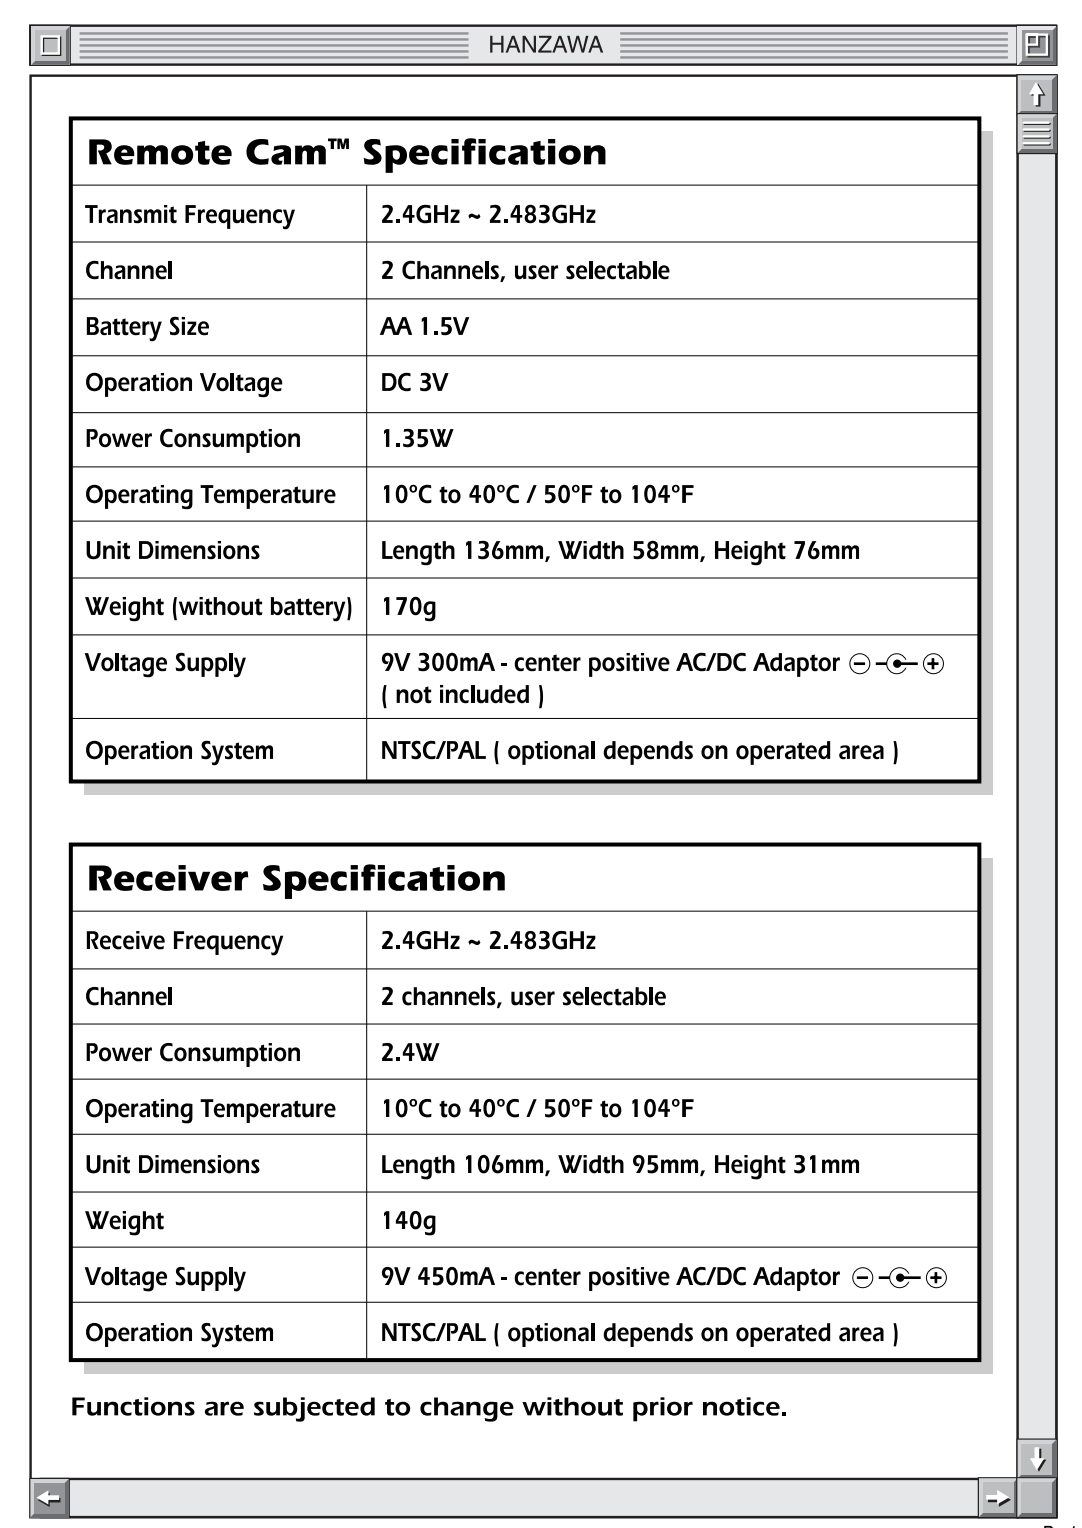 HANZAWA
Remote Cam™ Specification
Transmit Frequency 2.4GHz ~ 2.483GHz
Channel 2 Channels, user selectable
Battery Size AA 1.5V
Operation Voltage DC 3V
Power Consumption 1.35W
Operating Temperature 10°C to 40°C / 50°F to 104°F
Unit Dimensions Length 136mm, Width 58mm, Height 76mm
Weight (without battery) 170g
Voltage Supply 9V 300mA - center positive AC/DC Adaptor
( not included )
Operation System NTSC/PAL ( optional depends on operated area )
Receiver Specification
Receive Frequency 2.4GHz ~ 2.483GHz
Channel 2 channels, user selectable
Power Consumption 2.4W
Operating Temperature 10°C to 40°C / 50°F to 104°F
Unit Dimensions Length 106mm, Width 95mm, Height 31mm
Weight 140g
Voltage Supply 9V 450mA - center positive AC/DC Adaptor
Operation System NTSC/PAL ( optional depends on operated area )
Functions are subjected to change without prior notice.